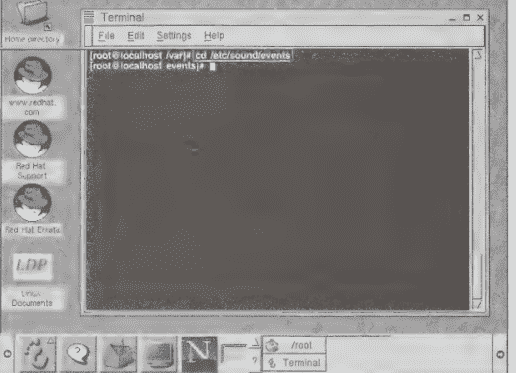 Terminal
File Edit Settings Help
[root@localhost /var]# cd /etc/sound/events
[root@localhost events]#
Home directory
www.redhat.
com
Red Hat
Support
Red Hat Errata
LDP
Linux
Documents
N
/root
Terminal